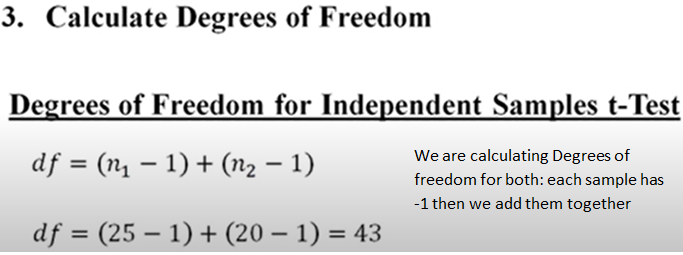 3. Calculate Degrees of Freedom
Degrees of Freedom for Independent Samples t-Test
df = (n₁ − 1) + (n₂ − 1)
We are calculating Degrees of
freedom for both: each sample has
-1 then we add them together
df = (25 − 1) + (20 − 1) = 43